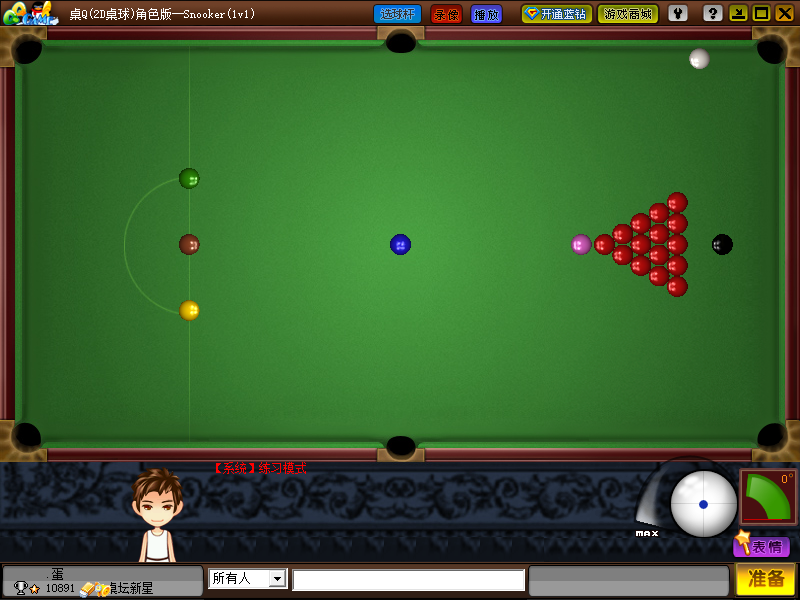 桌Q(2D桌球)角色版—Snooker(1v1)
选球杆 录像 播放 开通蓝钻 游戏商城 ?
【系统】练习模式
0°
MAX
表情
.蛋
10891 桌坛新星
所有人
准备